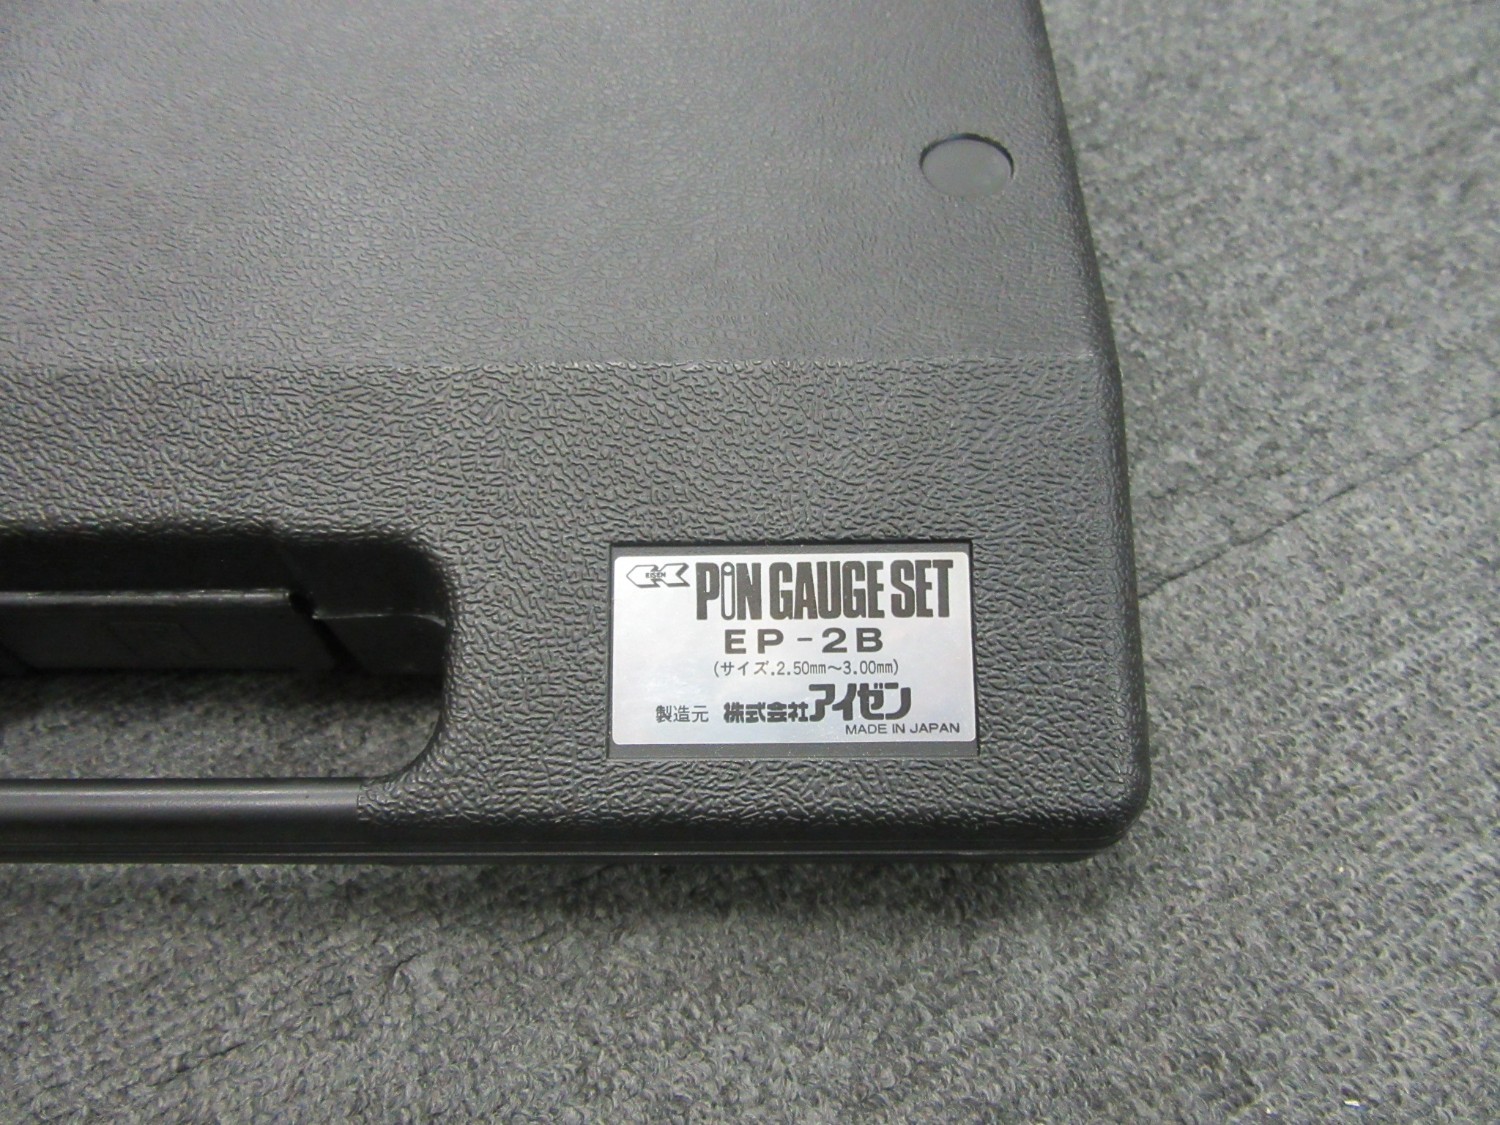 EISEN
PiN GAUGE SET
EP-2B
(サイズ.2.50mm～3.00mm)
製造元 株式会社アイゼン
MADE IN JAPAN